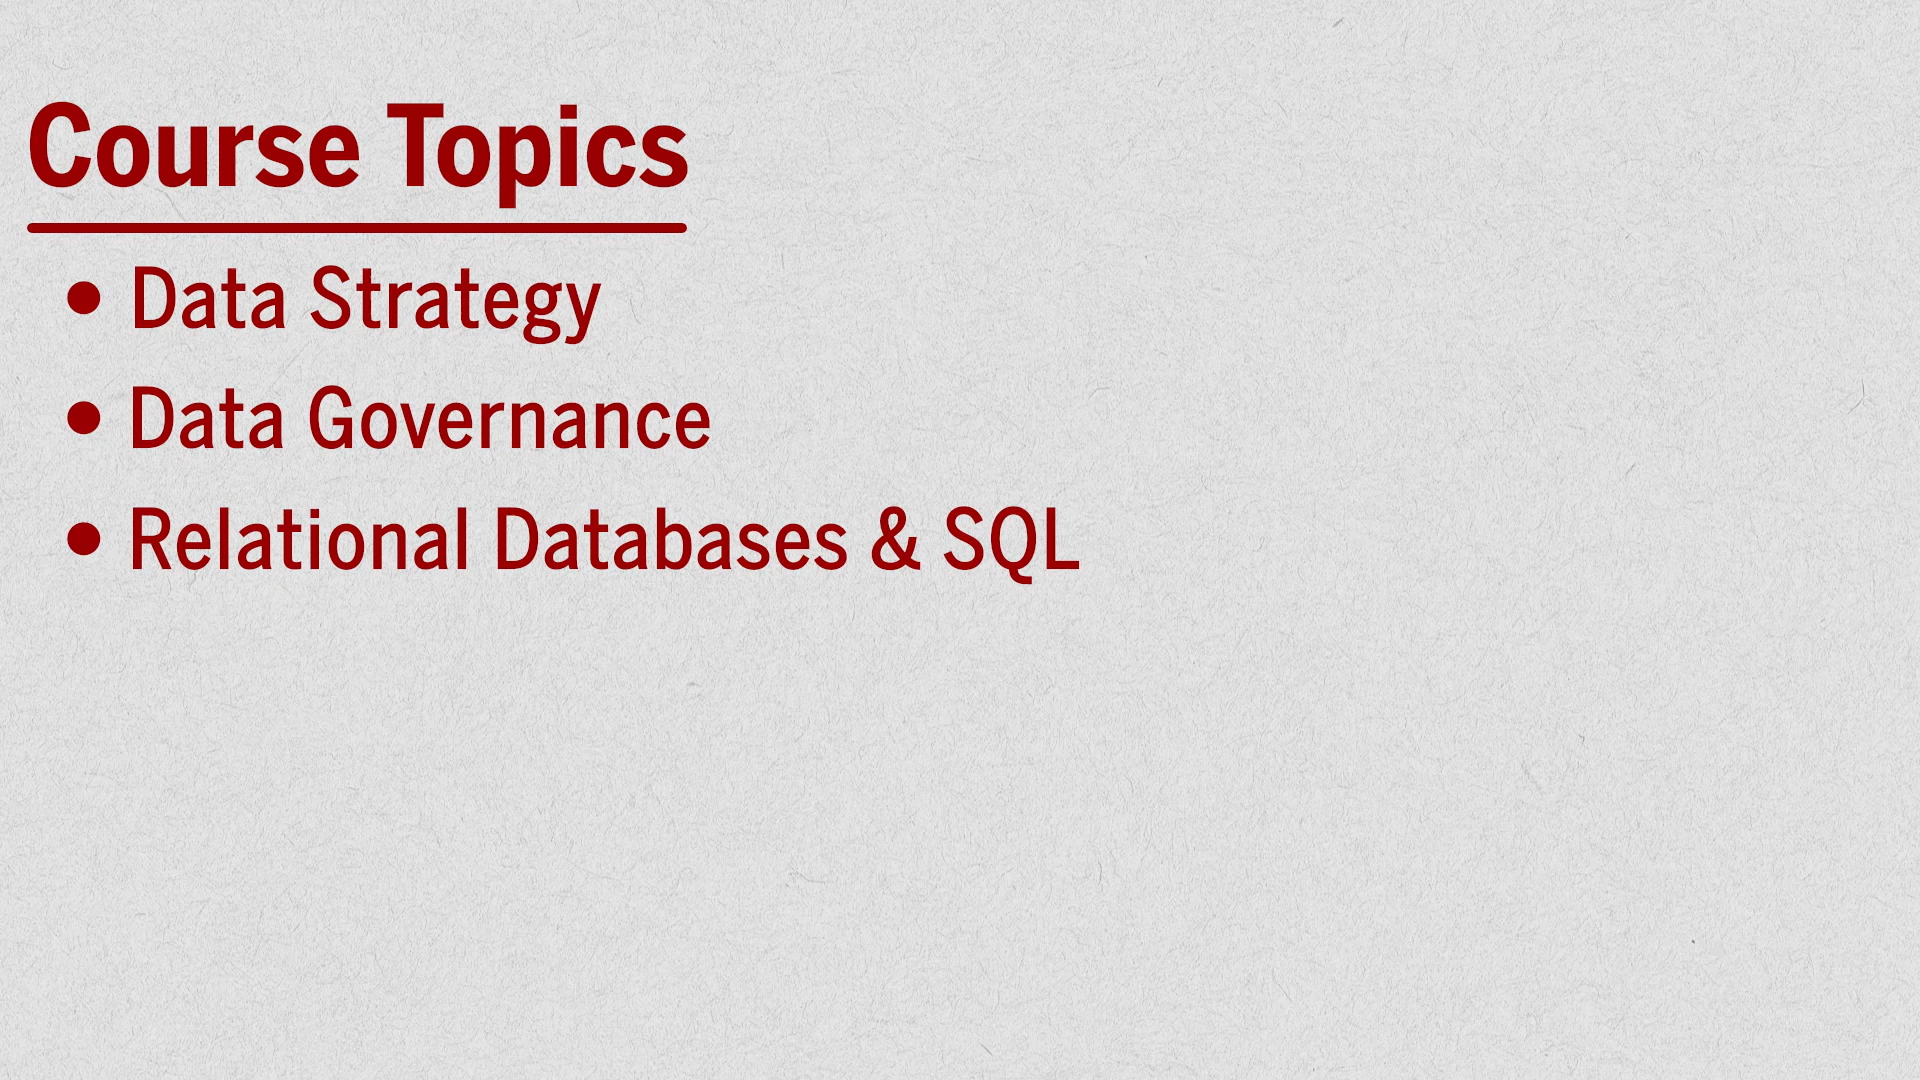 Course Topics
• Data Strategy
• Data Governance
• Relational Databases & SQL